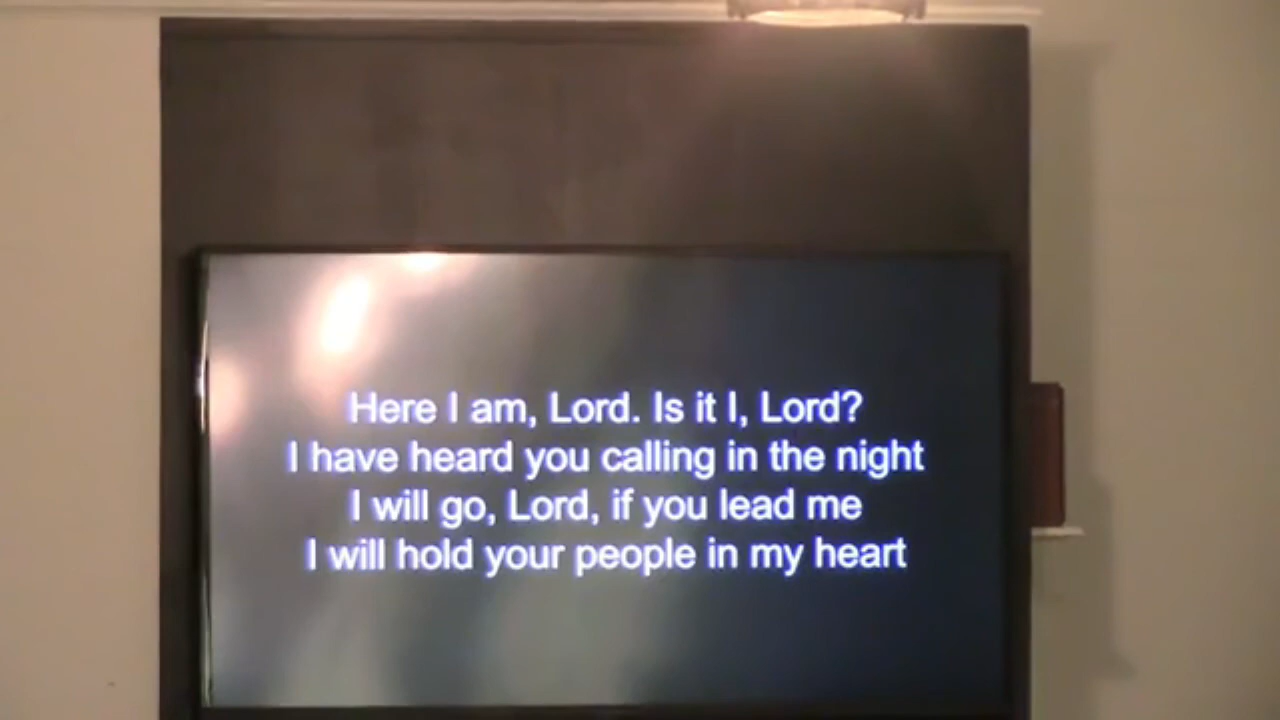 Here I am, Lord. Is it I, Lord?
I have heard you calling in the night
I will go, Lord, if you lead me
I will hold your people in my heart